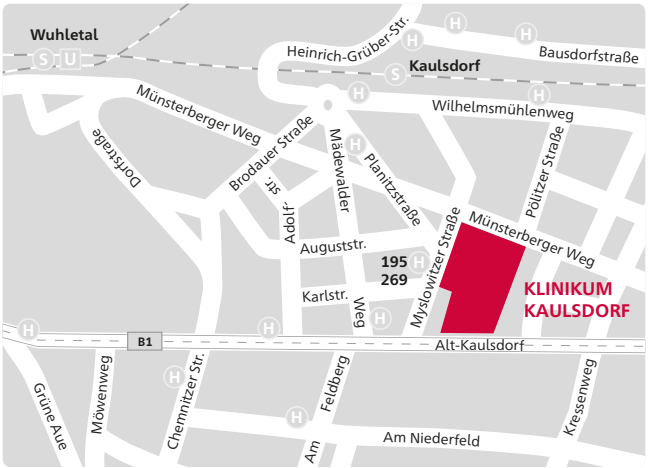 Wuhletal
S U
Heinrich-Grüber-Str.
H
H
H
Bausdorfstraße
Kaulsdorf
S
H
H
Wilhelmsmühlenweg
Münsterberger Weg
Dorfstraße
Brodauer Straße
Mädewalder
Weg
H
Planitzstraße
Pölitzer Straße
Adolf-
str.
Myslowitzer Straße
Münsterberger Weg
Auguststr.
195
269
H
Karlstr.
KLINIKUM
KAULSDORF
H
B1
H
H
Alt-Kaulsdorf
Grüne Aue
Möwenweg
H
Chemnitzer Str.
H
Am Feldberg
Am Niederfeld
Kressenweg